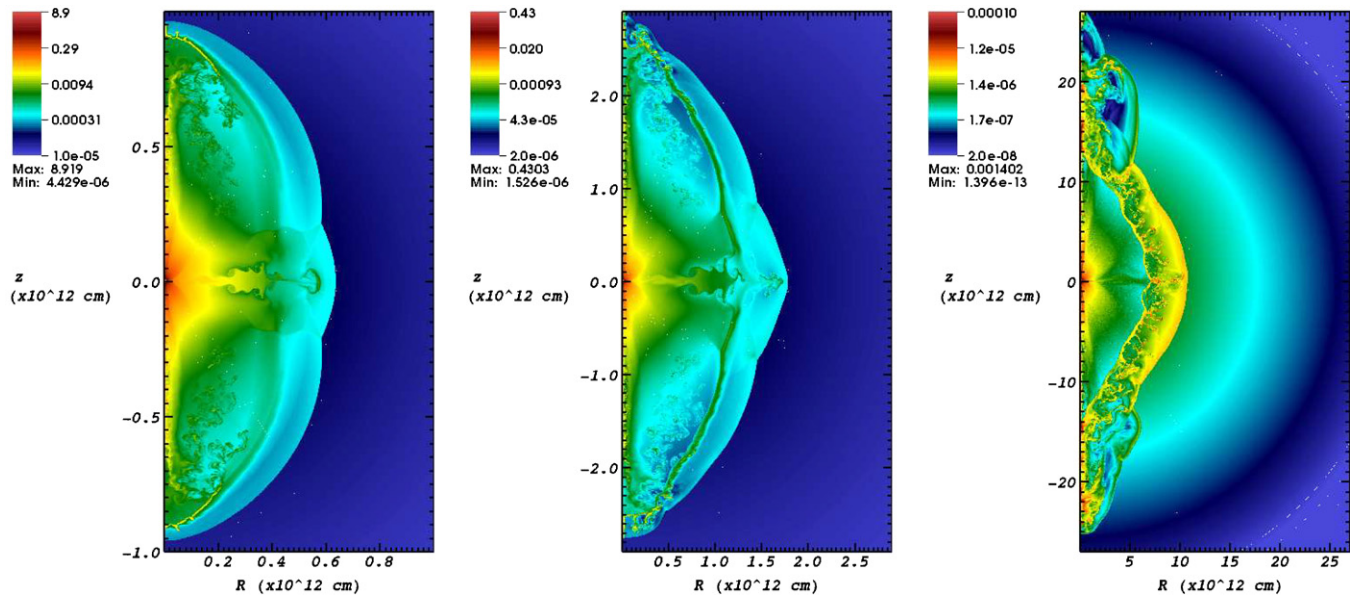 8.9
0.29
0.0094
0.00031
1.0e-05
Max: 8.919
Min: 4.429e-06
0.5
0.0
-0.5
-1.0
z
(x10^12 cm)
0.2 0.4 0.6 0.8
R (x10^12 cm)
0.43
0.020
0.00093
4.3e-05
2.0e-06
Max: 0.4303
Min: 1.526e-06
2.0
1.0
0.0
-1.0
-2.0
z
(x10^12 cm)
0.5 1.0 1.5 2.0 2.5
R (x10^12 cm)
0.00010
1.2e-05
1.4e-06
1.7e-07
2.0e-08
Max: 0.001402
Min: 1.396e-13
20
10
0
-10
-20
z
(x10^12 cm)
5 10 15 20 25
R (x10^12 cm)